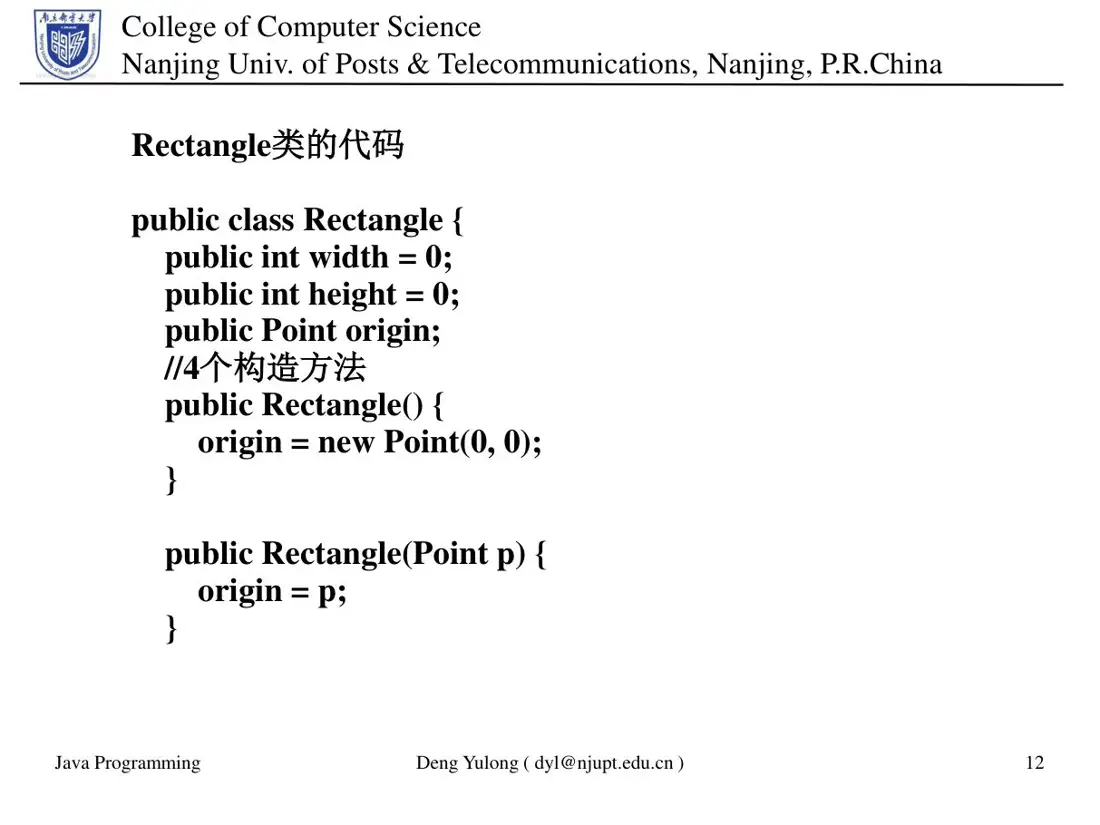 College of Computer Science
Nanjing Univ. of Posts & Telecommunications, Nanjing, P.R.China
Rectangle类的代码
public class Rectangle {
public int width = 0;
public int height = 0;
public Point origin;
//4个构造方法
public Rectangle() {
origin = new Point(0, 0);
}
public Rectangle(Point p) {
origin = p;
}
Java Programming
Deng Yulong ( dyl@njupt.edu.cn )
12